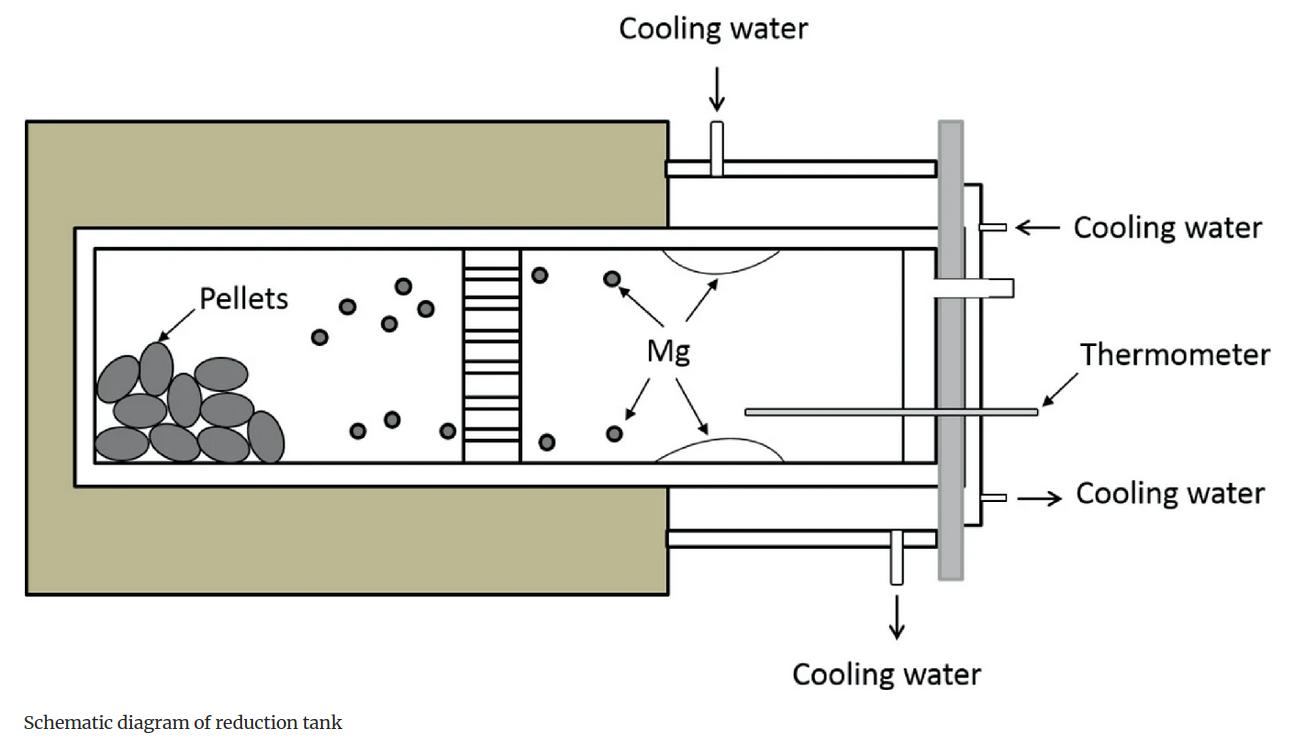 Cooling water
Cooling water
Pellets
Mg
Thermometer
Cooling water
Cooling water
Schematic diagram of reduction tank